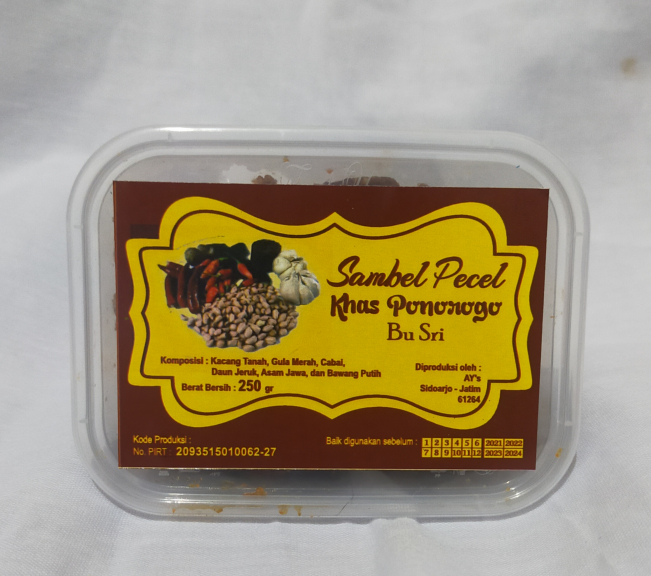 Sambel Pecel
Khas Ponorogo
Bu Sri
Komposisi : Kacang Tanah, Gula Merah, Cabai,
Daun Jeruk, Asam Jawa, dan Bawang Putih
Berat Bersih : 250 gr
Diproduksi oleh :
AY's
Sidoarjo - Jatim
61264
Kode Produksi :
No. PIRT : 2093515010062-27
Baik digunakan sebelum : 1 2 3 4 5 6 2021 2022
7 8 9 10 11 12 2023 2024